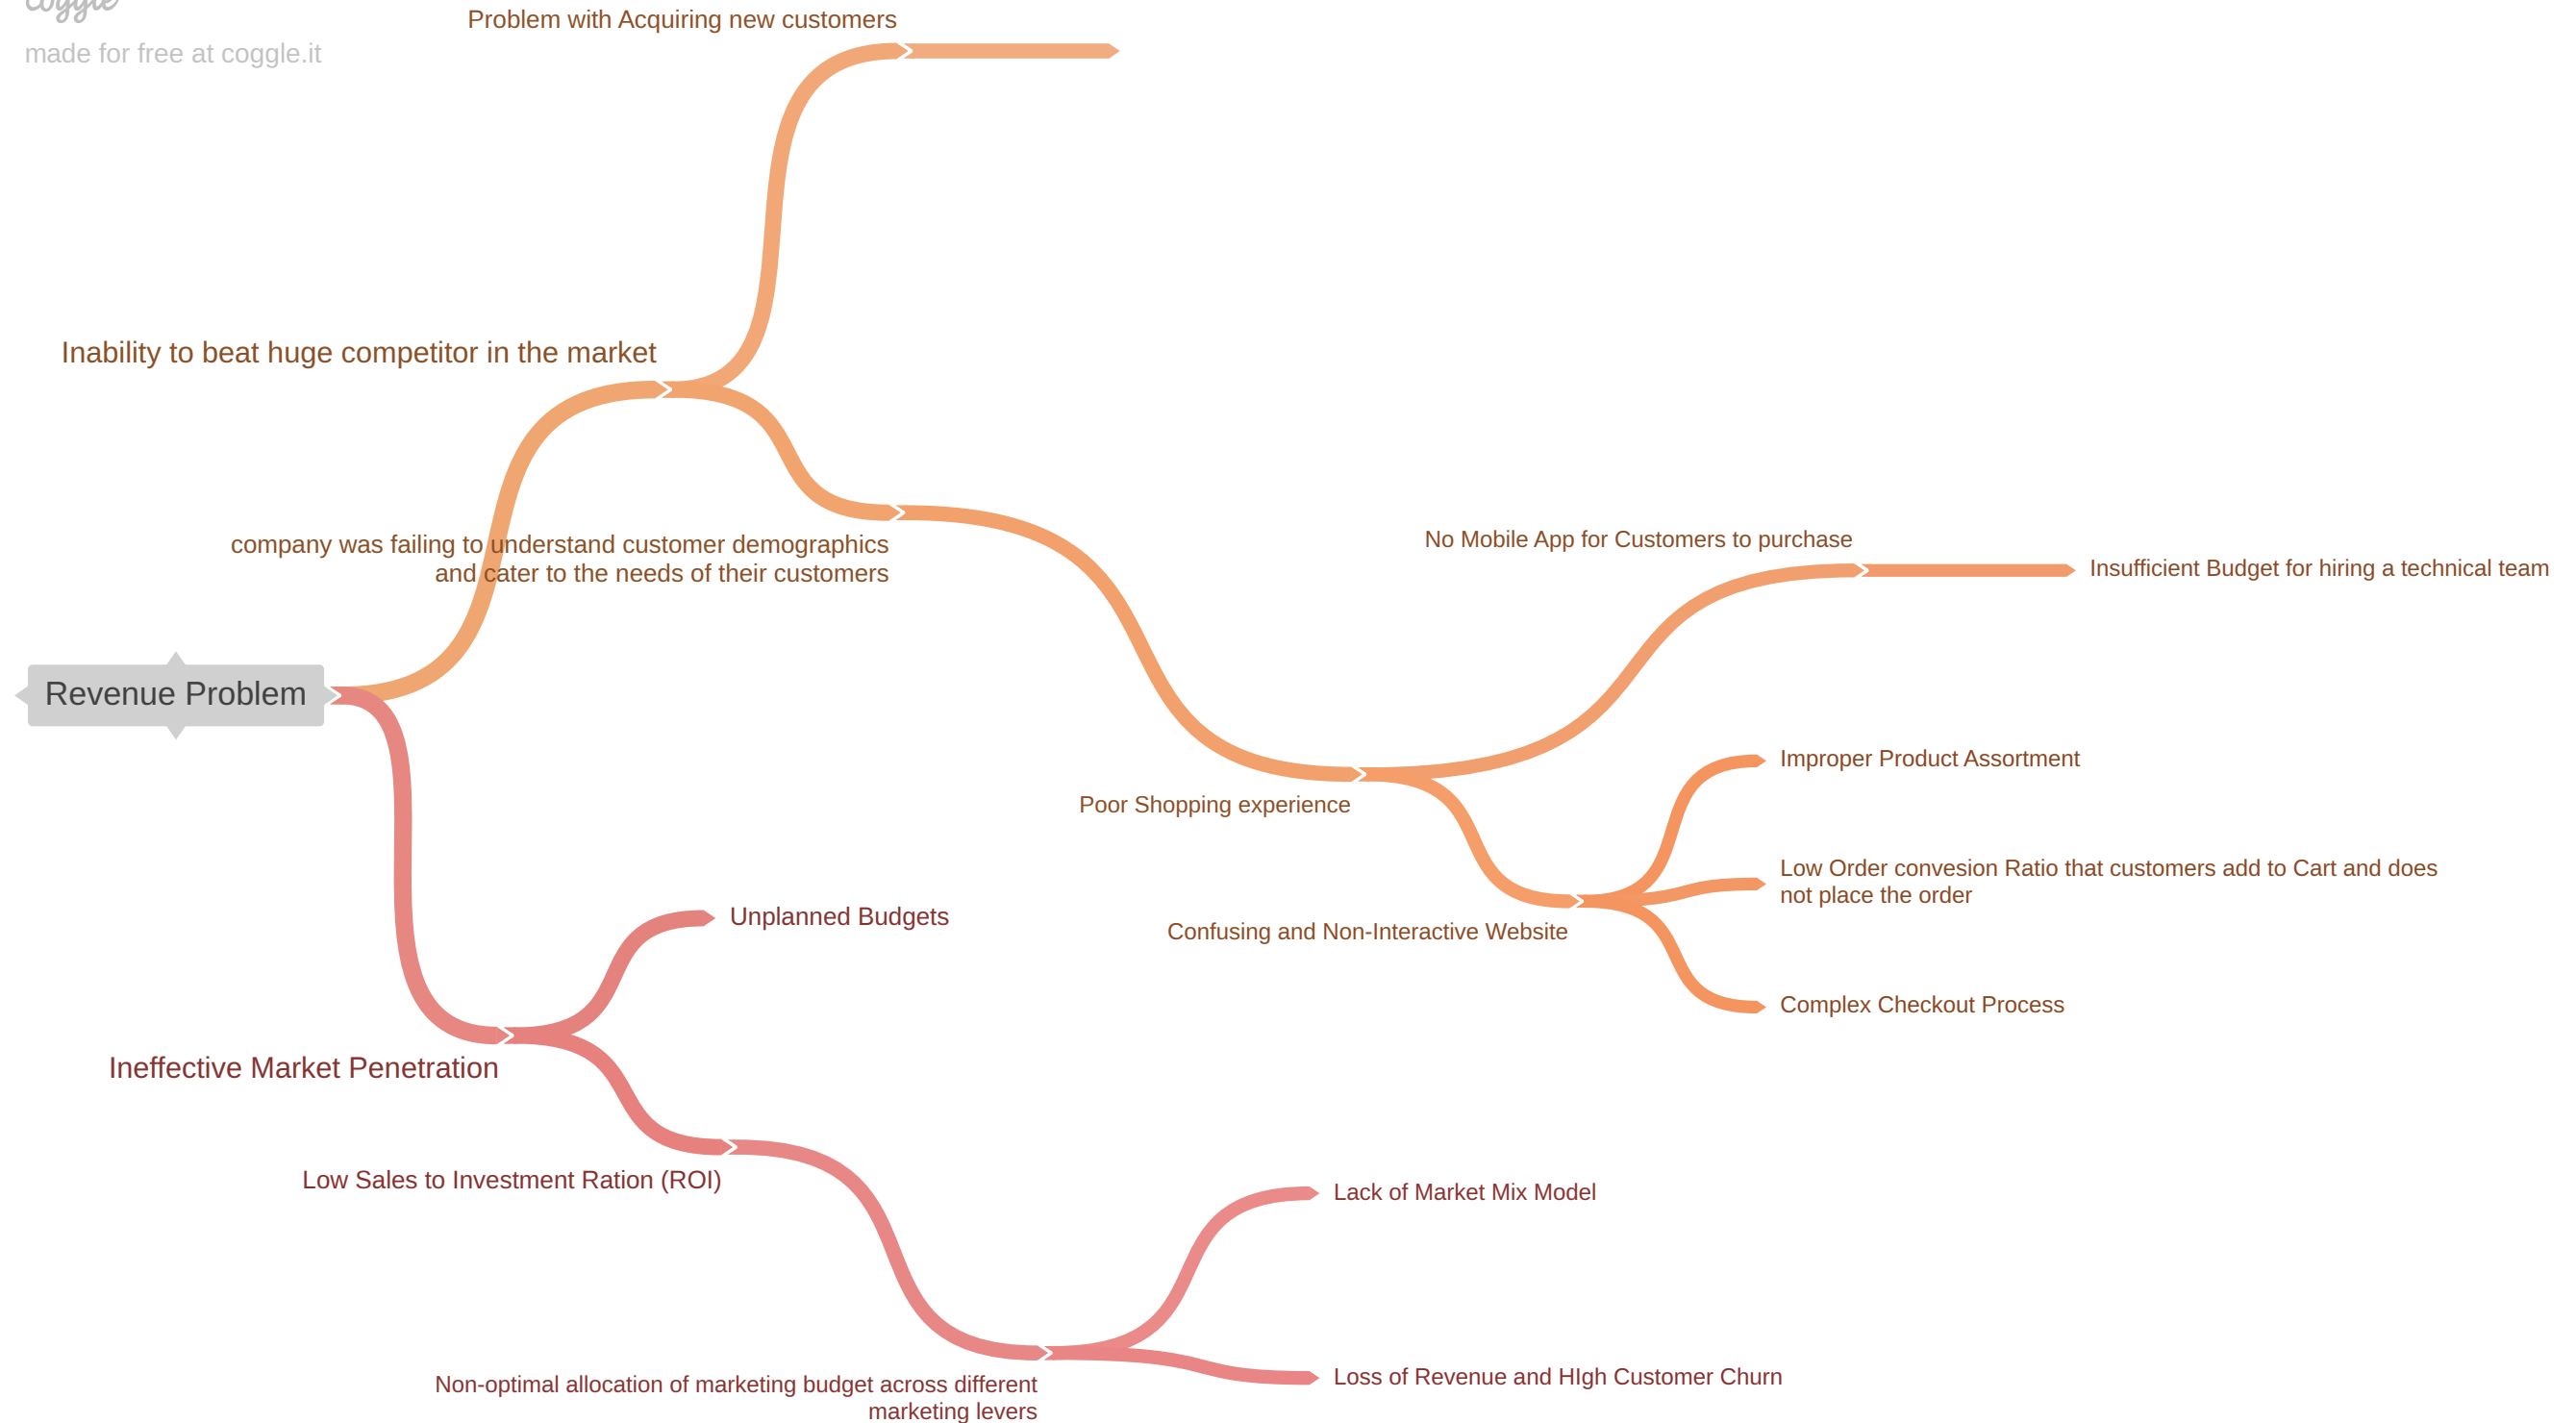 coggle
made for free at coggle.it
Problem with Acquiring new customers
Inability to beat huge competitor in the market
company was failing to understand customer demographics
and cater to the needs of their customers
No Mobile App for Customers to purchase
Insufficient Budget for hiring a technical team
Revenue Problem
Improper Product Assortment
Poor Shopping experience
Low Order convesion Ratio that customers add to Cart and does
not place the order
Confusing and Non-Interactive Website
Complex Checkout Process
Unplanned Budgets
Ineffective Market Penetration
Low Sales to Investment Ration (ROI)
Lack of Market Mix Model
Non-optimal allocation of marketing budget across different
marketing levers
Loss of Revenue and HIgh Customer Churn